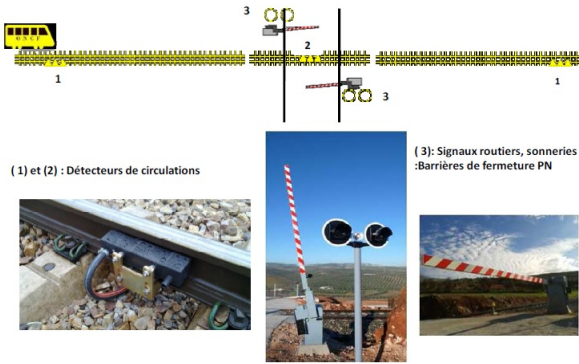 3
O N C F
2
1
1
3
( 1) et (2) : Détecteurs de circulations
( 3): Signaux routiers, sonneries
:Barrières de fermeture PN